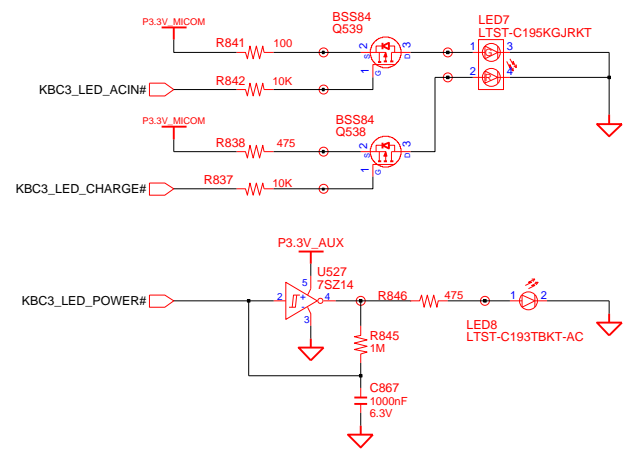 P3.3V_MICOM
BSS84
Q539
LED7
LTST-C195KGJRKT
R841 100
2 S 3 D 1 G
1 G 3
KBC3_LED_ACIN#
R842 10K
2 Y 4
P3.3V_MICOM
BSS84
Q538
R838 475
2 S 3 D 1 G
KBC3_LED_CHARGE#
R837 10K
P3.3V_AUX
U527
7SZ14
5
KBC3_LED_POWER#
2 4
3
R846 475
1 2
LED8
LTST-C193TBKT-AC
R845
1M
C867
1000nF
6.3V